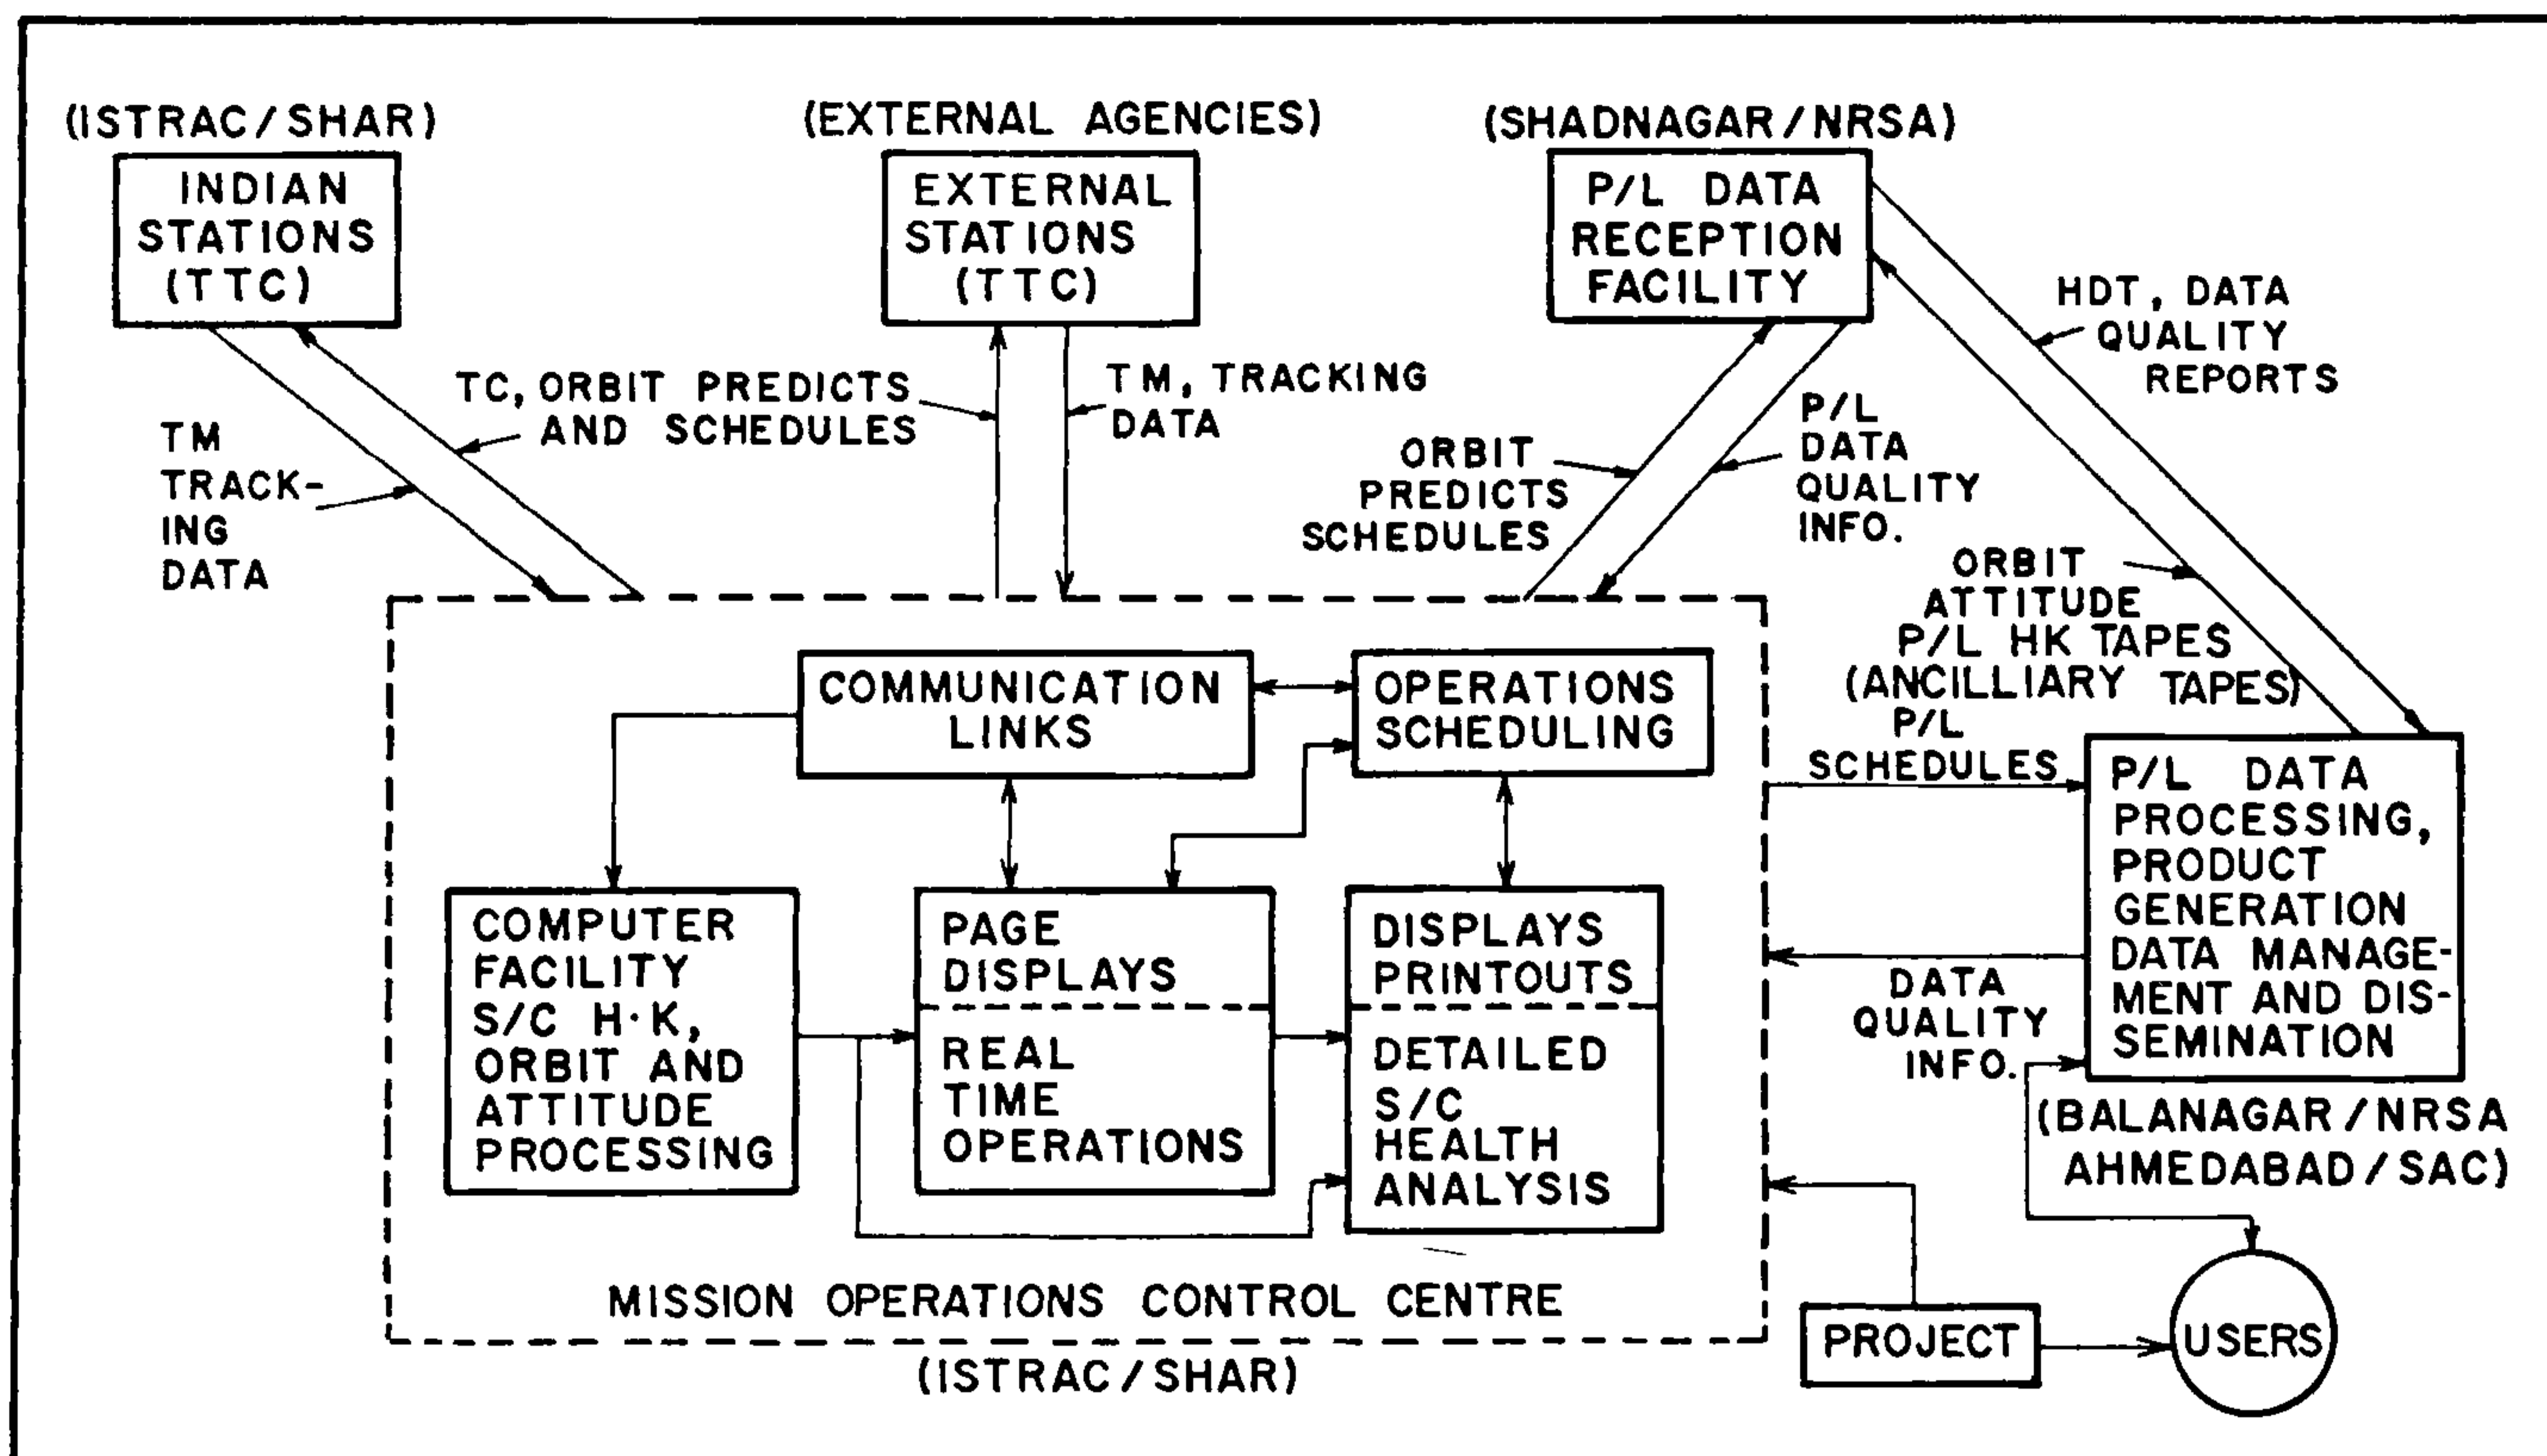 (ISTRAC/SHAR)
INDIAN
STATIONS
(TTC)
(EXTERNAL AGENCIES)
EXTERNAL
STATIONS
(TTC)
(SHADNAGAR/NRSA)
P/L DATA
RECEPTION
FACILITY
HDT, DATA
QUALITY
REPORTS
TC, ORBIT PREDICTS
AND SCHEDULES
TM, TRACKING
DATA
TM
TRACK-
ING
DATA
ORBIT
PREDICTS
SCHEDULES
P/L
DATA
QUALITY
INFO.
ORBIT
ATTITUDE
P/L HK TAPES
(ANCILLIARY TAPES)
P/L
SCHEDULES
COMMUNICATION
LINKS
OPERATIONS
SCHEDULING
COMPUTER
FACILITY
S/C H·K,
ORBIT AND
ATTITUDE
PROCESSING
PAGE
DISPLAYS
REAL
TIME
OPERATIONS
DISPLAYS
PRINTOUTS
DETAILED
S/C
HEALTH
ANALYSIS
P/L DATA
PROCESSING,
PRODUCT
GENERATION
DATA MANAGE-
MENT AND DIS-
SEMINATION
DATA
QUALITY
INFO.
(BALANAGAR/NRSA
AHMEDABAD/SAC)
MISSION OPERATIONS CONTROL CENTRE
(ISTRAC/SHAR)
PROJECT
USERS